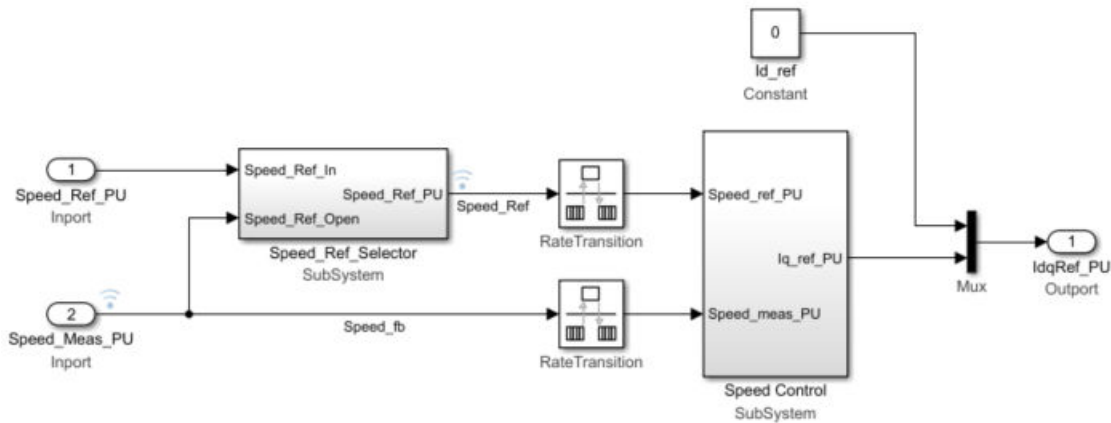 0
Id_ref
Constant
1
Speed_Ref_PU
Inport
Speed_Ref_In
Speed_Ref_PU
Speed_Ref_Open
Speed_Ref_Selector
SubSystem
Speed_Ref
RateTransition
Speed_ref_PU
Iq_ref_PU
Speed_meas_PU
Speed Control
SubSystem
Mux
1
IdqRef_PU
Outport
2
Speed_Meas_PU
Inport
Speed_fb
RateTransition